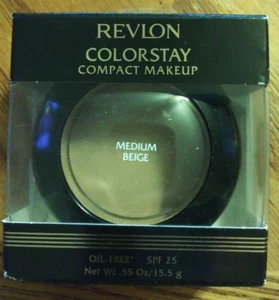 REVLON
COLORSTAY
COMPACT MAKEUP
MEDIUM
BEIGE
OIL-FREE* SPF 25
Net Wt .55 Oz/15.5 g